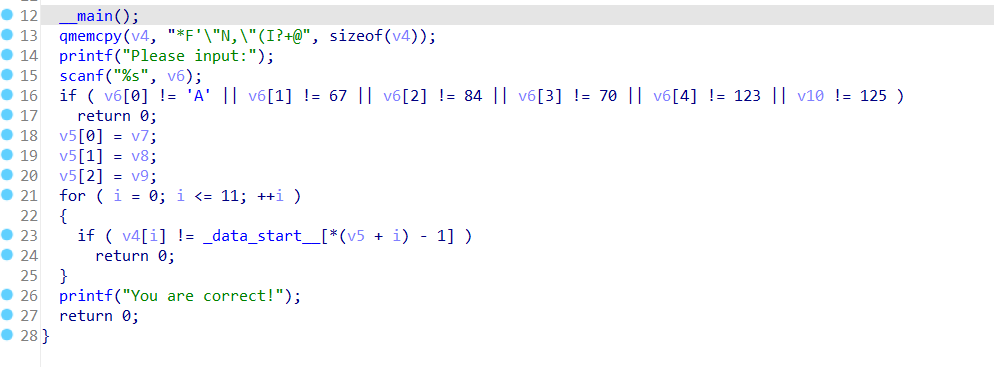 12 __main();
13 qmemcpy(v4, "*F'\"N,\"(I?+@", sizeof(v4));
14 printf("Please input:");
15 scanf("%s", v6);
16 if ( v6[0] != 'A' || v6[1] != 67 || v6[2] != 84 || v6[3] != 70 || v6[4] != 123 || v10 != 125 )
17 return 0;
18 v5[0] = v7;
19 v5[1] = v8;
20 v5[2] = v9;
21 for ( i = 0; i <= 11; ++i )
22 {
23 if ( v4[i] != _data_start__[*(v5 + i) - 1] )
24 return 0;
25 }
26 printf("You are correct!");
27 return 0;
28 }